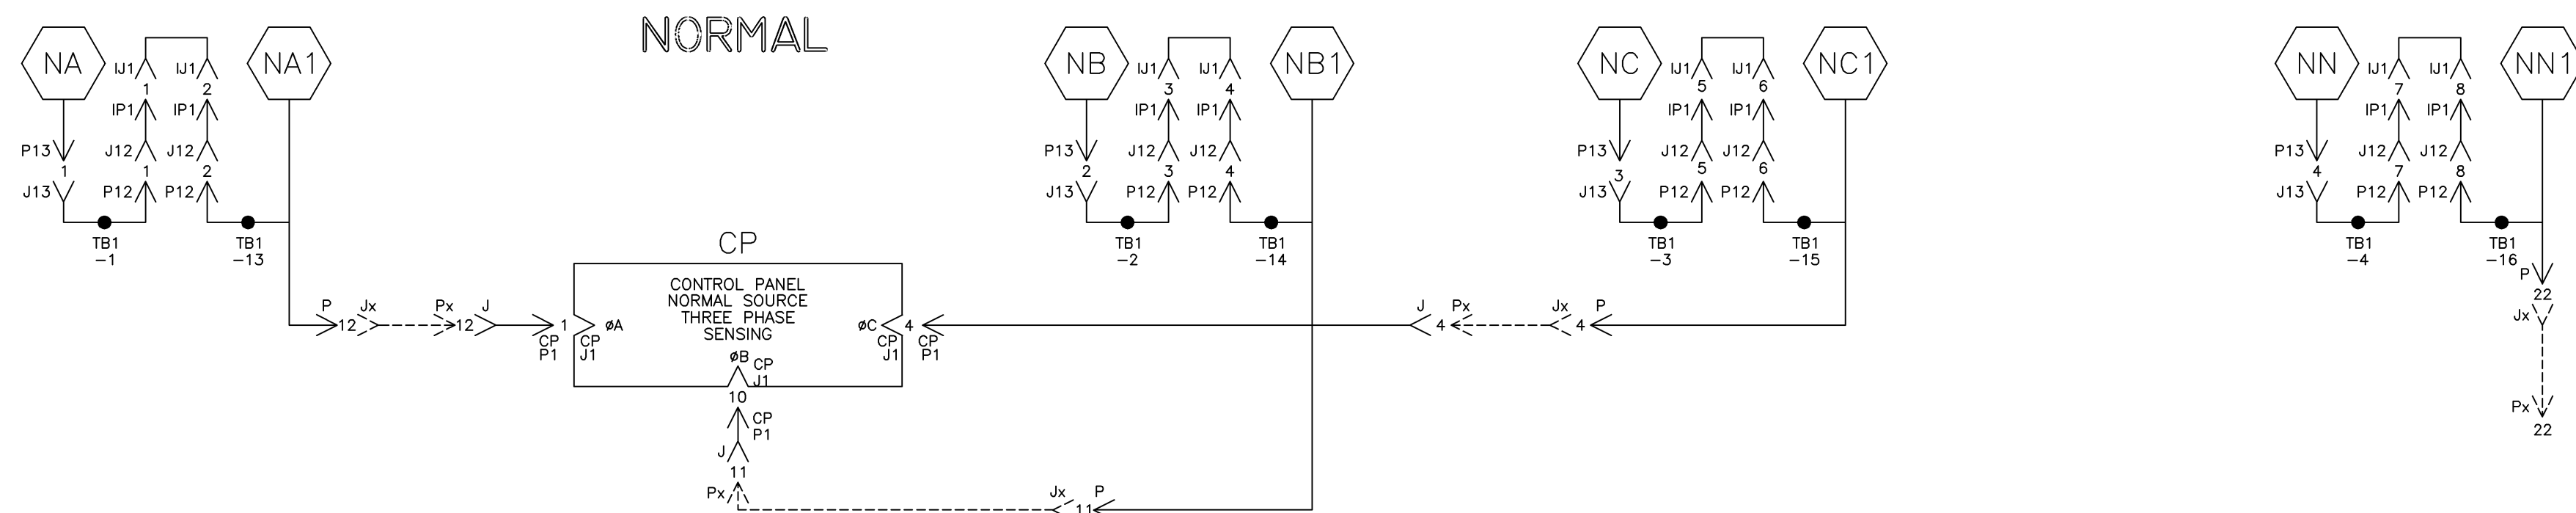 NORMAL
NA
IJ1
IJ1
NA1
1
2
IP1
IP1
P13
J12
J12
1
1
2
J13
P12
P12
TB1
-1
TB1
-13
NB
IJ1
IJ1
NB1
3
4
IP1
IP1
P13
J12
J12
2
3
4
J13
P12
P12
TB1
-2
TB1
-14
NC
IJ1
IJ1
NC1
5
6
IP1
IP1
P13
J12
J12
3
5
6
J13
P12
P12
TB1
-3
TB1
-15
NN
IJ1
IJ1
NN1
7
8
IP1
IP1
P13
J12
J12
4
7
8
J13
P12
P12
TB1
-4
TB1
-16
P
22
Jx
Px
22
CP
CONTROL PANEL
NORMAL SOURCE
THREE PHASE
SENSING
P
12
Jx
Px
12
J
1
øA
CP
P1
CP
J1
øC
4
CP
J1
CP
P1
J
4
Px
Jx
4
P
øB
CP
J1
10
CP
P1
J
11
Px
Jx
11
P